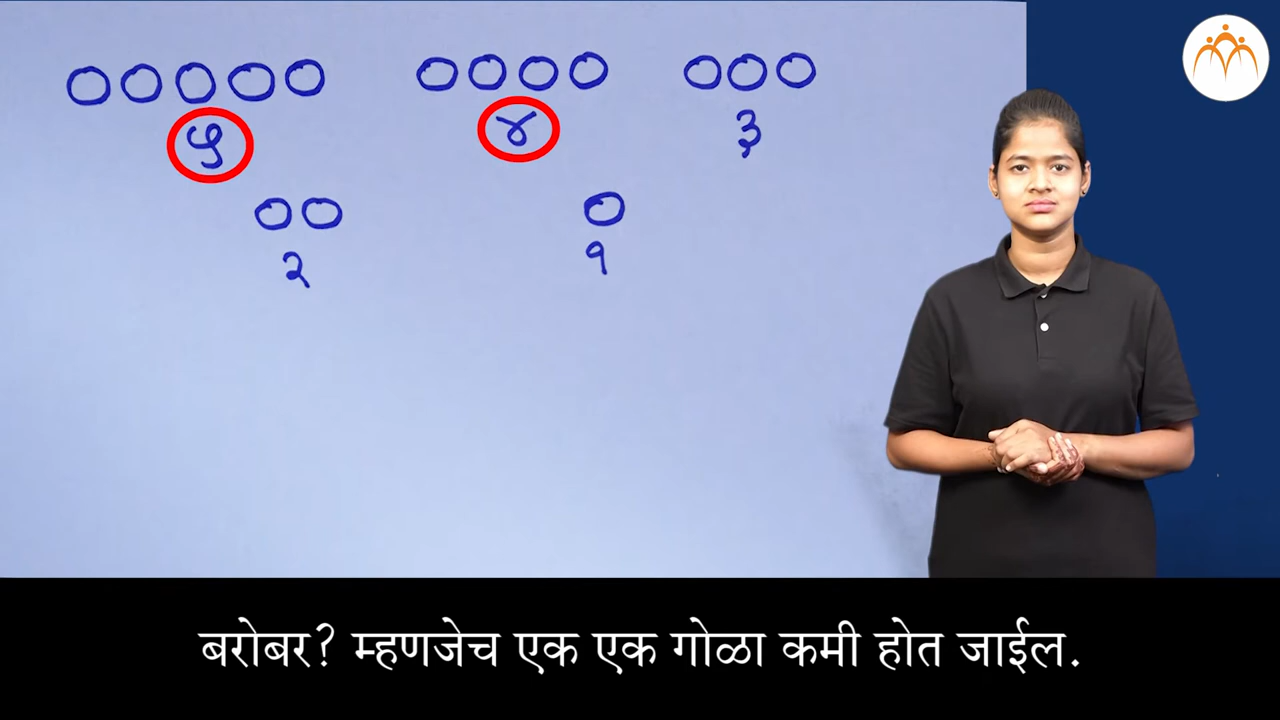 ५ ४ ३
२ १
बरोबर? म्हणजेच एक एक गोळा कमी होत जाईल.